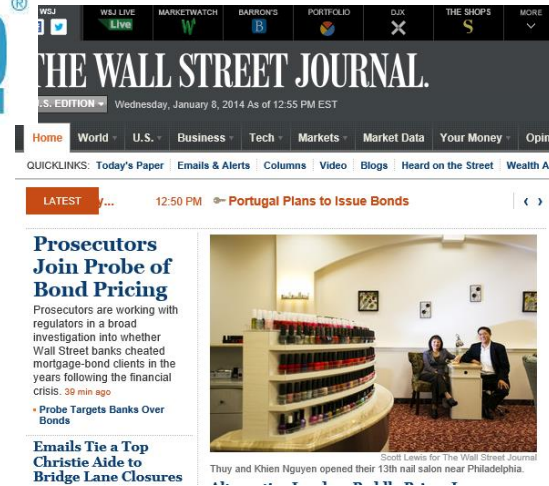 ®
WSJ
WSJ LIVE
MARKETWATCH
BARRON'S
PORTFOLIO
DJX
THE SHOPS
MORE
Live
W
B
S
THE WALL STREET JOURNAL.
U.S. EDITION
Wednesday, January 8, 2014 As of 12:55 PM EST
Home World U.S. Business Tech Markets Market Data Your Money
QUICKLINKS: Today's Paper Emails & Alerts Columns Video Blogs Heard on the Street Wealth
LATEST
y... 12:50 PM Portugal Plans to Issue Bonds
Prosecutors
Join Probe of
Bond Pricing
Prosecutors are working with
regulators in a broad
investigation into whether
Wall Street banks cheated
mortgage-bond clients in the
years following the financial
crisis. 39 min ago
Probe Targets Banks Over
Bonds
Emails Tie a Top
Christie Aide to
Bridge Lane Closures
Scott Lewis for The Wall Street Journal
Thuy and Khien Nguyen opened their 13th nail salon near Philadelphia.